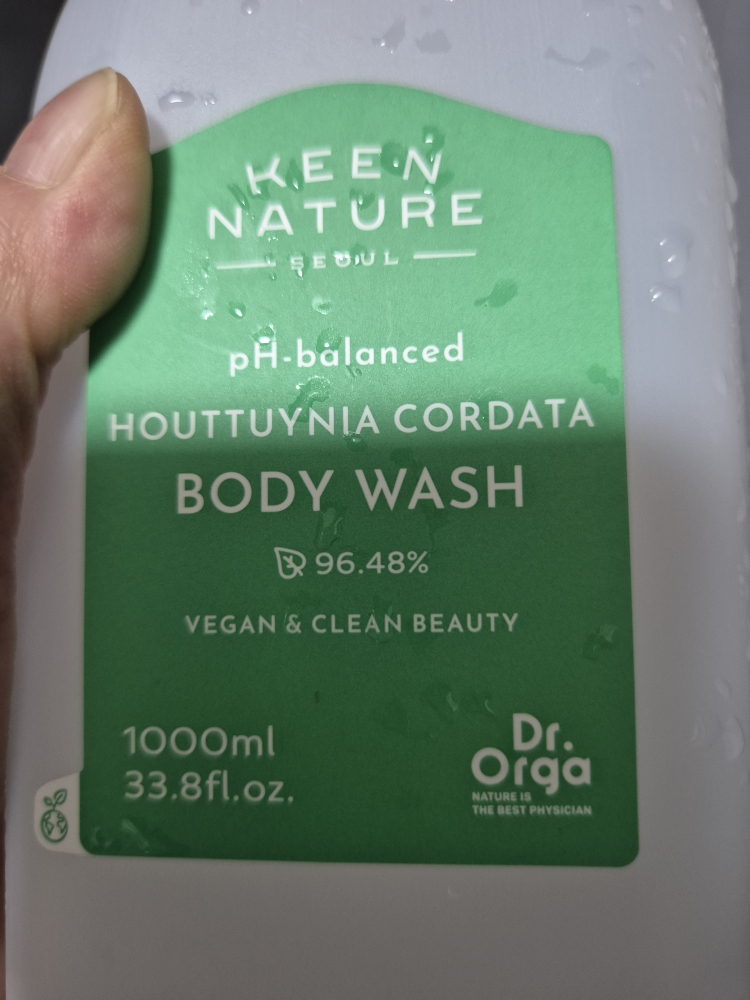 KEEN
NATURE
SEOUL
pH-balanced
HOUTTUYNIA CORDATA
BODY WASH
96.48%
VEGAN & CLEAN BEAUTY
1000ml
33.8fl.oz.
Dr.
Orga
NATURE IS
THE BEST PHYSICIAN